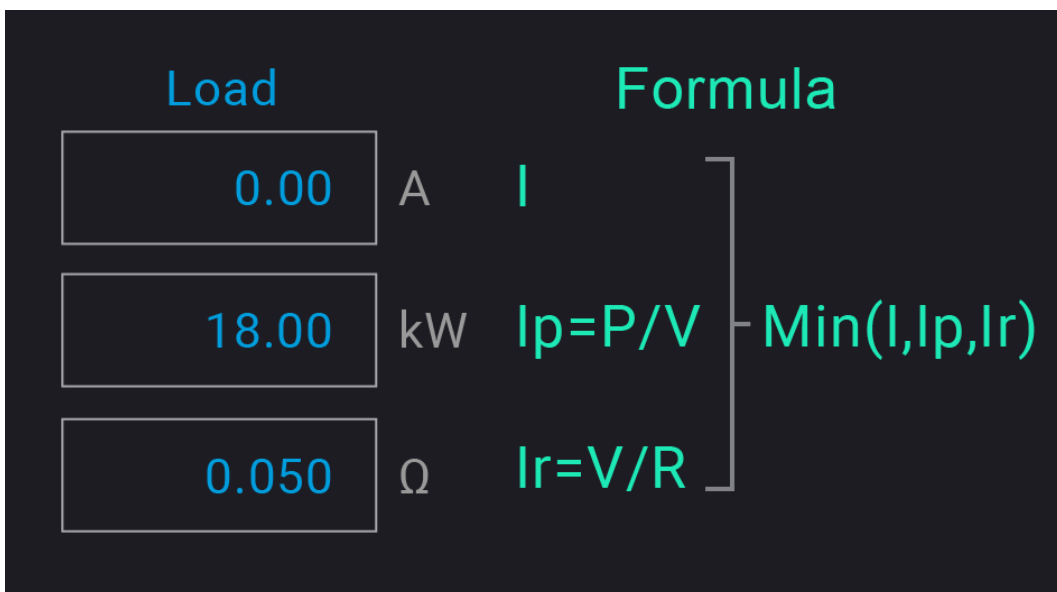 Load Formula
0.00 A I
18.00 kW Ip=P/V Min(I,Ip,Ir)
0.050 Ω Ir=V/R